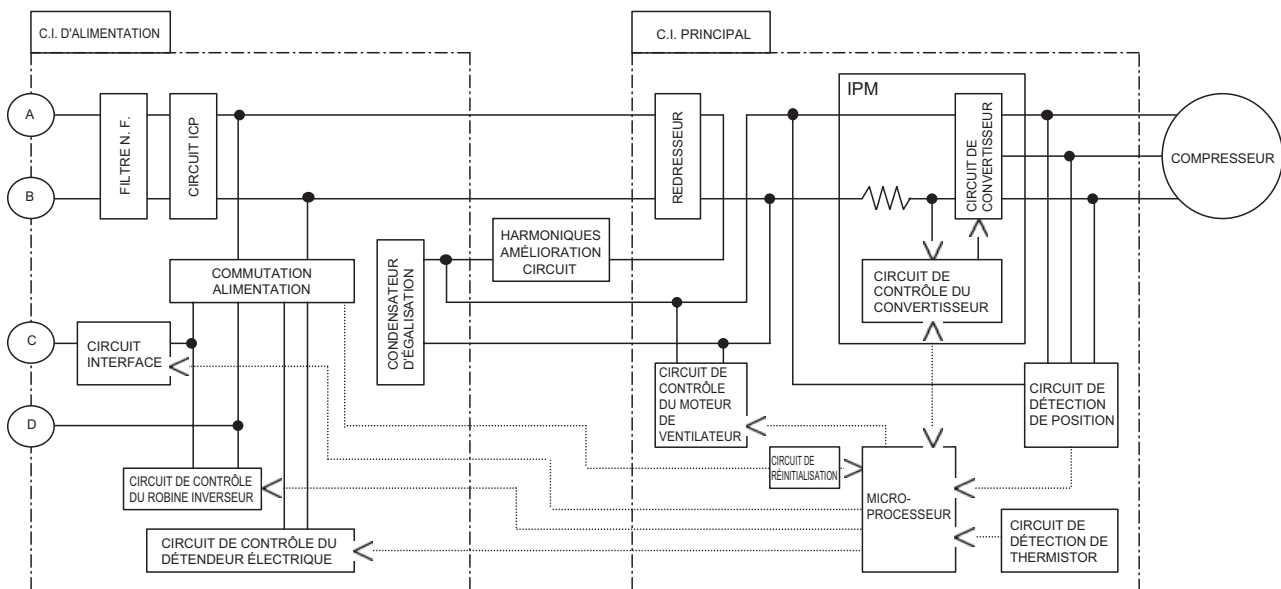 C.I. D'ALIMENTATION
C.I. PRINCIPAL
A
B
C
D
FILTRE N. F.
CIRCUIT ICP
REDRESSEUR
IPM
CIRCUIT DE
CONVERTISSEUR
COMPRESSEUR
COMMUTATION
ALIMENTATION
CONDENSATEUR
D'ÉGALISATION
HARMONIQUES
AMÉLIORATION
CIRCUIT
CIRCUIT DE
CONTRÔLE DU
CONVERTISSEUR
CIRCUIT
INTERFACE
CIRCUIT DE
CONTRÔLE
DU MOTEUR
DE
VENTILATEUR
CIRCUIT DE
DÉTECTION
DE POSITION
CIRCUIT DE
RÉINITIALISATION
CIRCUIT DE CONTRÔLE
DU ROBINE INVERSEUR
MICRO-
PROCESSEUR
CIRCUIT DE CONTRÔLE DU
DÉTENDEUR ÉLECTRIQUE
CIRCUIT DE
DÉTECTION DE
THERMISTOR